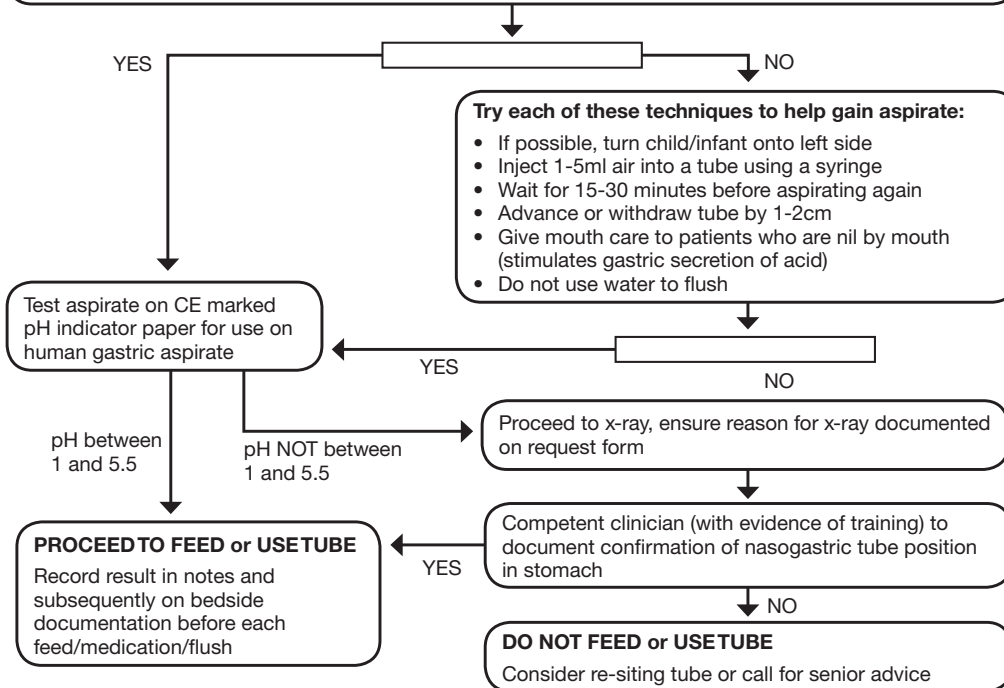 YES
NO
Try each of these techniques to help gain aspirate:
• If possible, turn child/infant onto left side
• Inject 1-5ml air into a tube using a syringe
• Wait for 15-30 minutes before aspirating again
• Advance or withdraw tube by 1-2cm
• Give mouth care to patients who are nil by mouth
(stimulates gastric secretion of acid)
• Do not use water to flush
Test aspirate on CE marked
pH indicator paper for use on
human gastric aspirate
YES
NO
pH between
1 and 5.5
pH NOT between
1 and 5.5
Proceed to x-ray, ensure reason for x-ray documented
on request form
Competent clinician (with evidence of training) to
document confirmation of nasogastric tube position
in stomach
YES
PROCEED TO FEED or USE TUBE
Record result in notes and
subsequently on bedside
documentation before each
feed/medication/flush
NO
DO NOT FEED or USE TUBE
Consider re-siting tube or call for senior advice